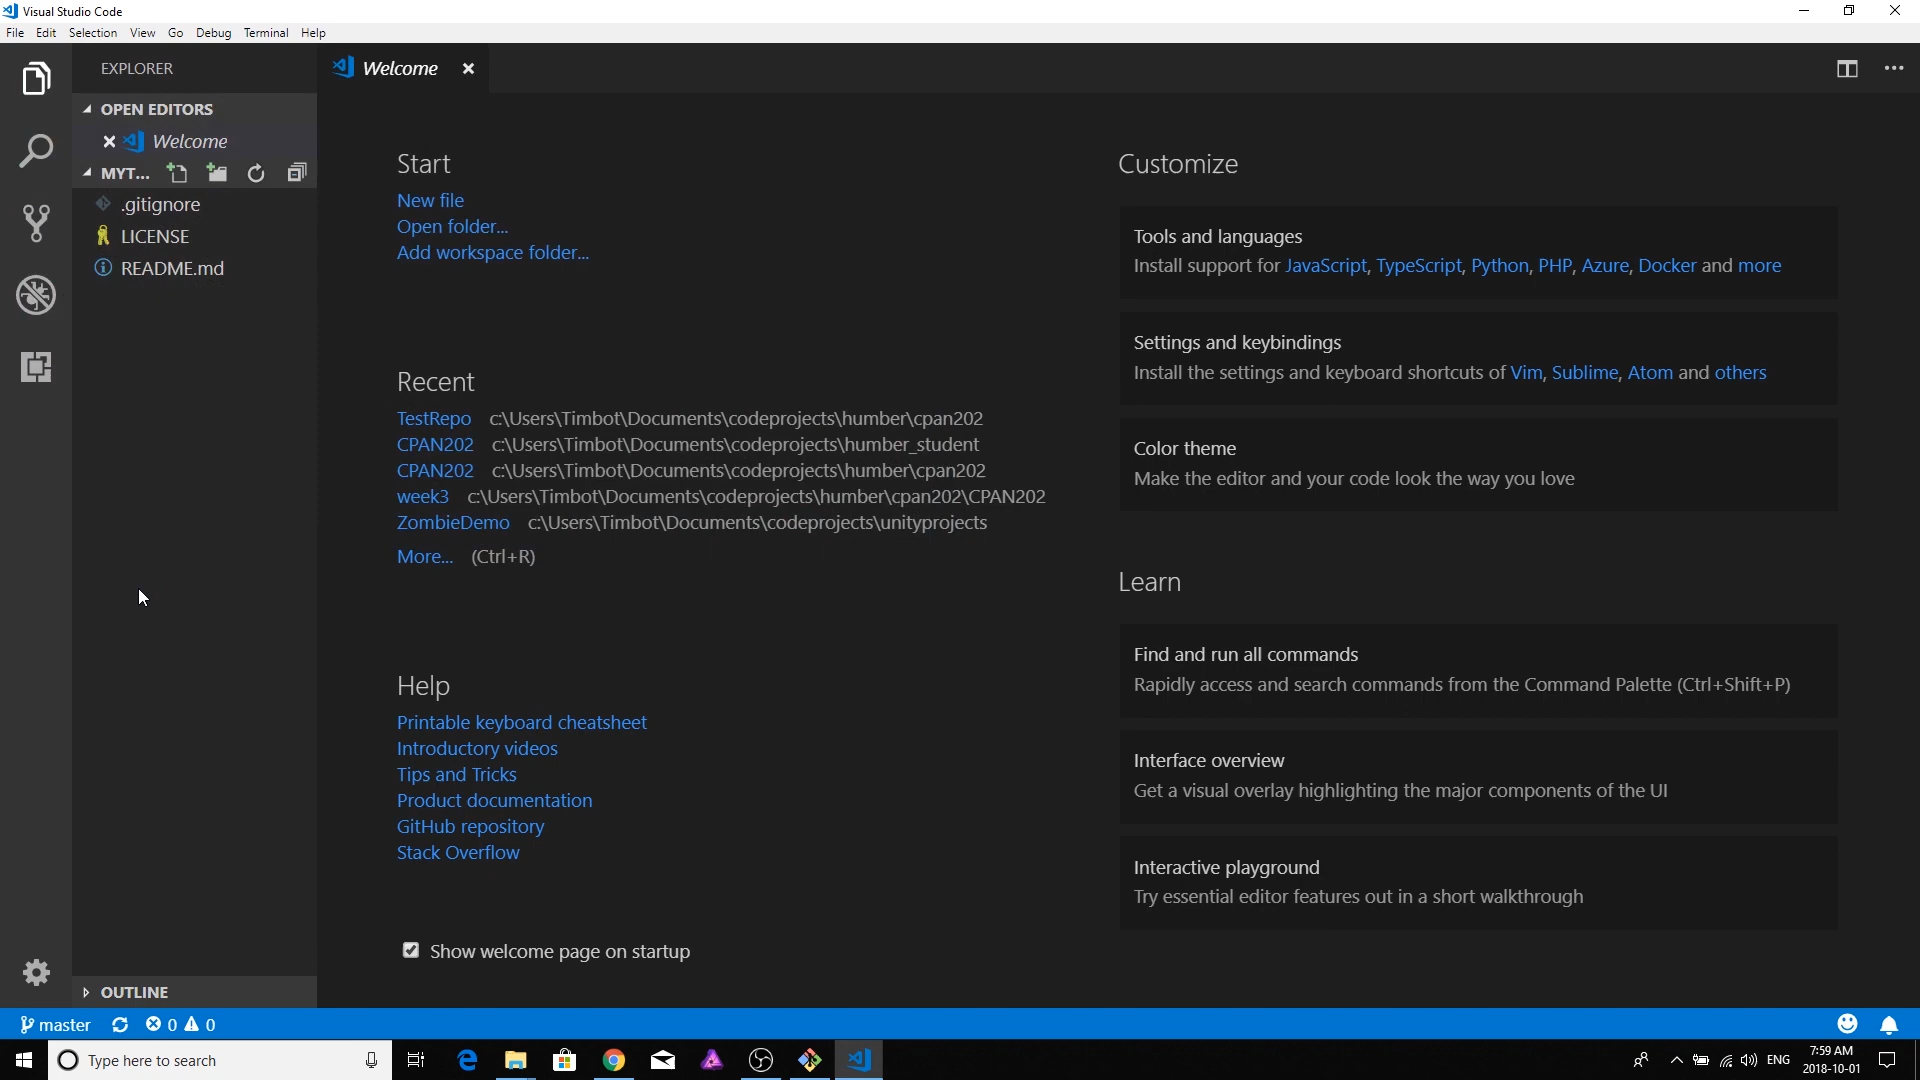 Visual Studio Code
File Edit Selection View Go Debug Terminal Help
EXPLORER
OPEN EDITORS
Welcome
MYT...
.gitignore
LICENSE
README.md
OUTLINE
Welcome
Start
New file
Open folder...
Add workspace folder...
Recent
TestRepo c:\Users\Timbot\Documents\codeprojects\humber\cpan202
CPAN202 c:\Users\Timbot\Documents\codeprojects\humber_student
CPAN202 c:\Users\Timbot\Documents\codeprojects\humber\cpan202
week3 c:\Users\Timbot\Documents\codeprojects\humber\cpan202\CPAN202
ZombieDemo c:\Users\Timbot\Documents\codeprojects\unityprojects
More... (Ctrl+R)
Help
Printable keyboard cheatsheet
Introductory videos
Tips and Tricks
Product documentation
GitHub repository
Stack Overflow
Show welcome page on startup
Customize
Tools and languages
Install support for JavaScript, TypeScript, Python, PHP, Azure, Docker and more
Settings and keybindings
Install the settings and keyboard shortcuts of Vim, Sublime, Atom and others
Color theme
Make the editor and your code look the way you love
Learn
Find and run all commands
Rapidly access and search commands from the Command Palette (Ctrl+Shift+P)
Interface overview
Get a visual overlay highlighting the major components of the UI
Interactive playground
Try essential editor features out in a short walkthrough
master 0 0
Type here to search
ENG
7:59 AM
2018-10-01